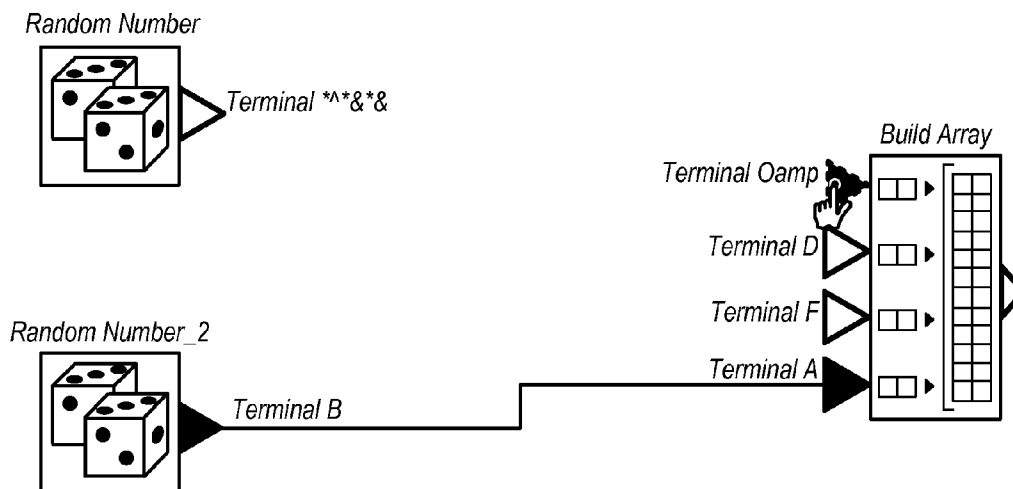 Random Number
Terminal *^*&*&
Build Array
Terminal Oamp
Terminal D
Terminal F
Random Number_2
Terminal A
Terminal B